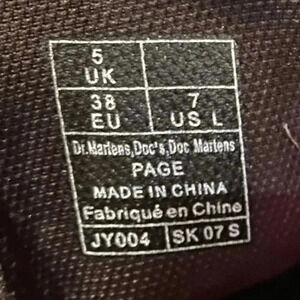 5
UK
38 7
EU US L
Dr.Martens,Doc's,Doc Martens
PAGE
MADE IN CHINA
Fabriqué en Chine
JY004 SK 07 S